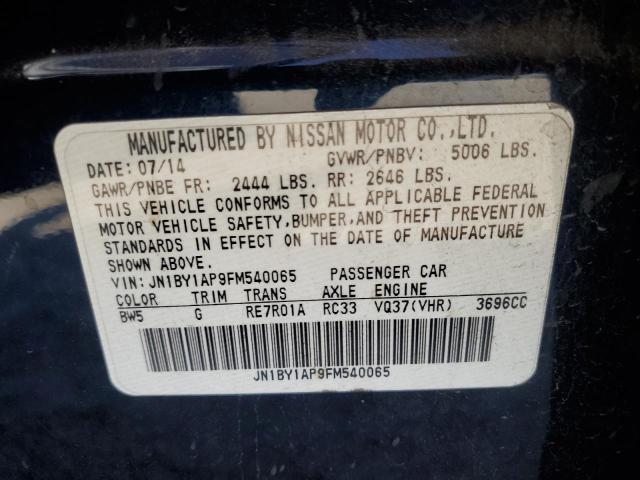 MANUFACTURED BY NISSAN MOTOR CO.,LTD.
DATE: 07/14 GVWR/PNBV: 5006 LBS.
GAWR/PNBE FR: 2444 LBS. RR: 2646 LBS.
THIS VEHICLE CONFORMS TO ALL APPLICABLE FEDERAL
MOTOR VEHICLE SAFETY,BUMPER,AND THEFT PREVENTION
STANDARDS IN EFFECT ON THE DATE OF MANUFACTURE
SHOWN ABOVE.
VIN: JN1BY1AP9FM540065 PASSENGER CAR
COLOR TRIM TRANS AXLE ENGINE
BW5 G RE7R01A RC33 VQ37(VHR) 3696CC
JN1BY1AP9FM540065